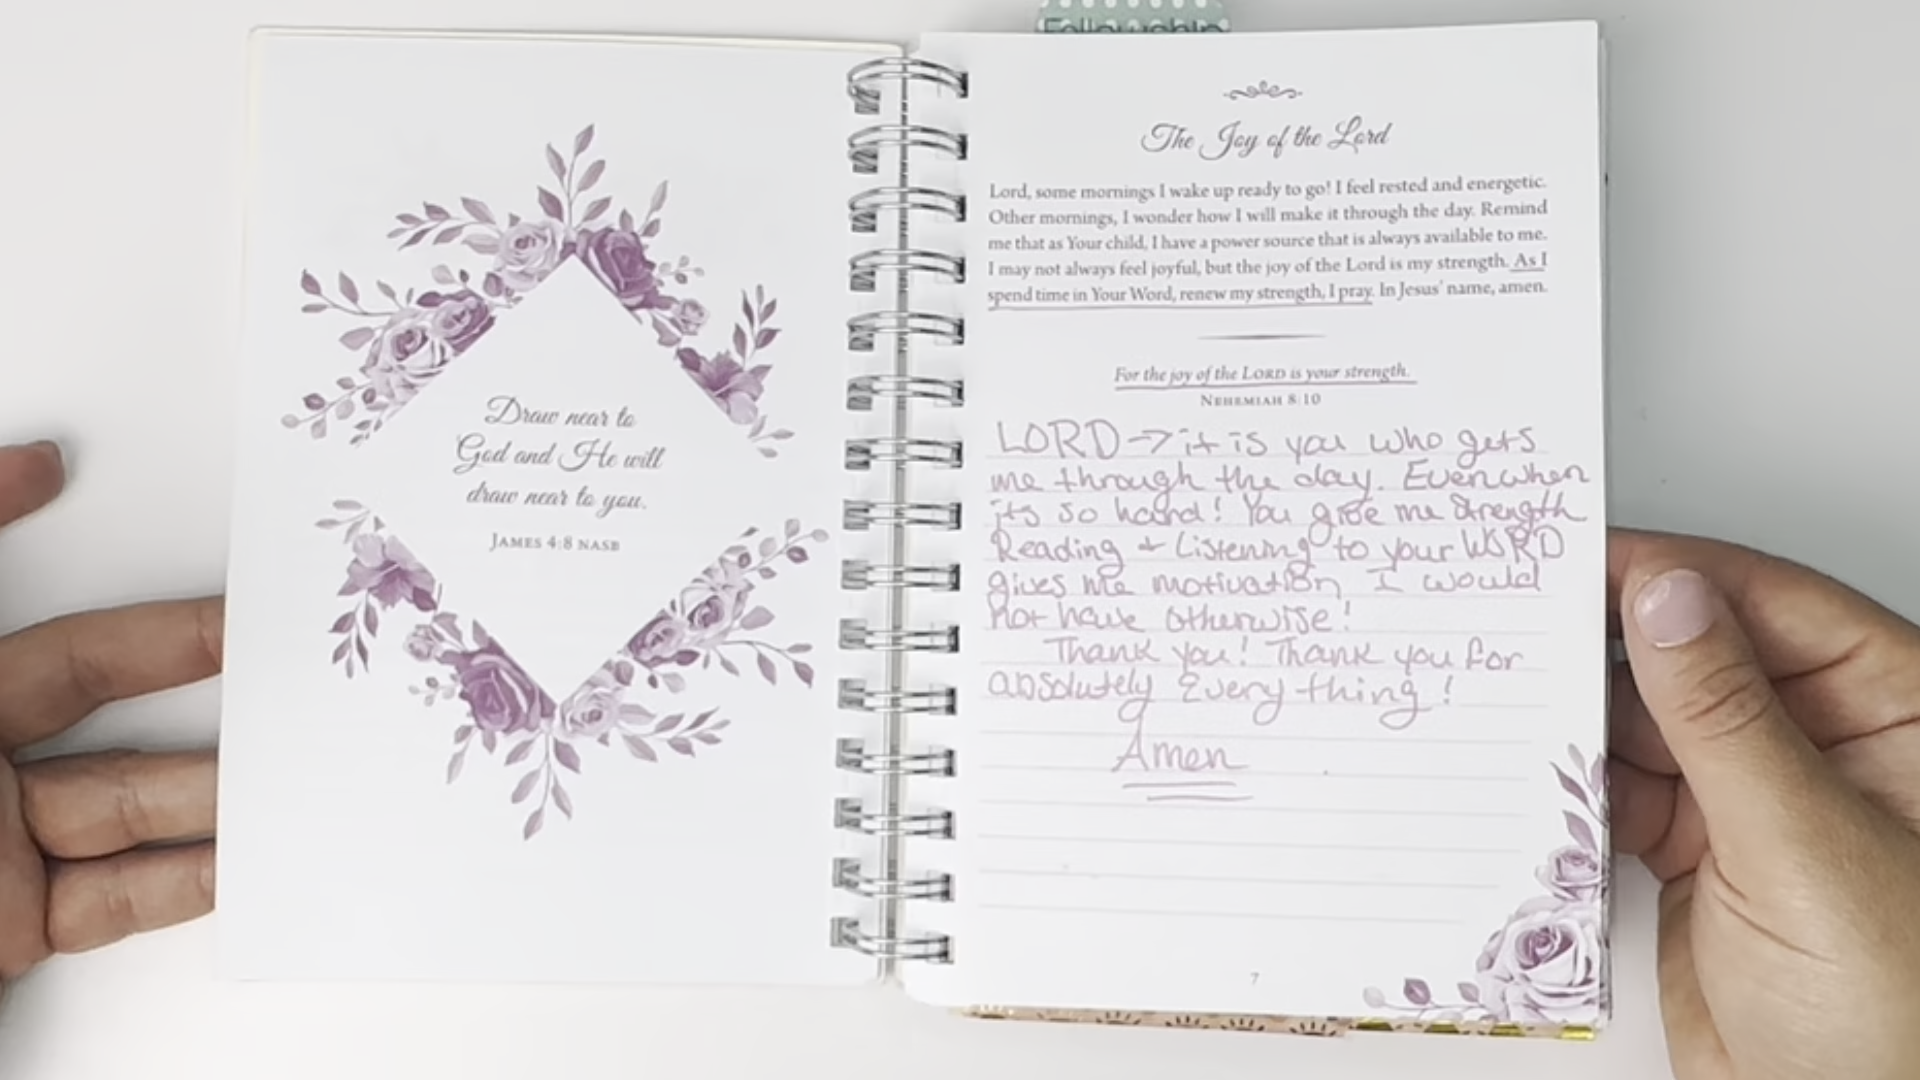 Fellowship
Draw near to
God and He will
draw near to you.
James 4:8 NASB
The Joy of the Lord
Lord, some mornings I wake up ready to go! I feel rested and energetic.
Other mornings, I wonder how I will make it through the day. Remind
me that as Your child, I have a power source that is always available to me.
I may not always feel joyful, but the joy of the Lord is my strength. As I
spend time in Your Word, renew my strength, I pray. In Jesus' name, amen.
For the joy of the LORD is your strength.
Nehemiah 8:10
LORD → it is you who gets
me through the day. Even when
its so hard! You give me strength
Reading + Listening to your WORD
gives me motivation I would
not have otherwise!
Thank you! Thank you for
absolutely Everything!
Amen
7